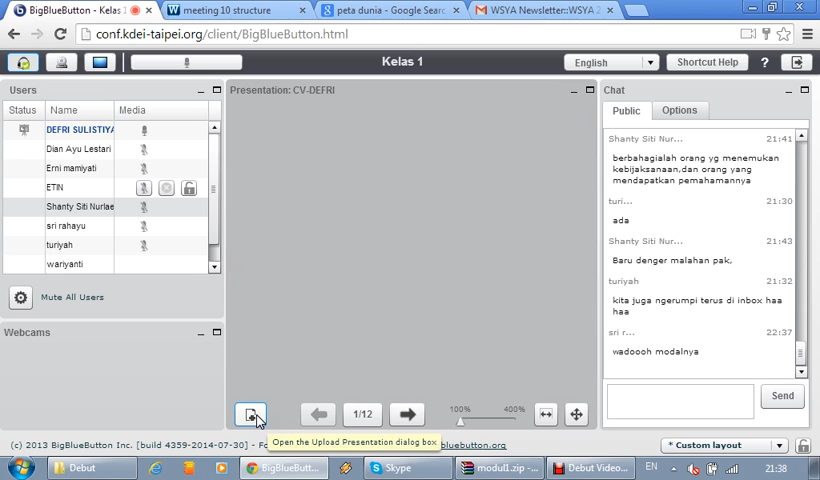 BigBlueButton - Kelas 1
meeting 10 structure
peta dunia - Google Searc
WSYA Newsletter::WSYA 2
conf.kdei-taipei.org/client/BigBlueButton.html
Kelas 1
English
Shortcut Help
?
Users
Status
Name
Media
DEFRI SULISTIYA
Dian Ayu Lestari
Erni mamiyati
ETIN
Shanty Siti Nurlae
sri rahayu
turiyah
wariyanti
Mute All Users
Webcams
Presentation: CV-DEFRI
1/12
100%
400%
Open the Upload Presentation dialog box
Chat
Public
Options
Shanty Siti Nur...
21:41
berbahagialah orang yg menemukan
kebijaksanaan,dan orang yang
mendapatkan pemahamannya
turi...
21:30
ada
Shanty Siti Nur...
21:43
Baru denger malahan pak,
turiyah
21:32
kita juga ngerumpi terus di inbox haa
haa
sri r...
22:37
wadoooh modalnya
Send
(c) 2013 BigBlueButton Inc. [build 4359-2014-07-30] - Fo
bluebutton.org
* Custom layout
Debut
BigBlueButt...
Skype
modul1.zip -...
Debut Video...
EN
21:38